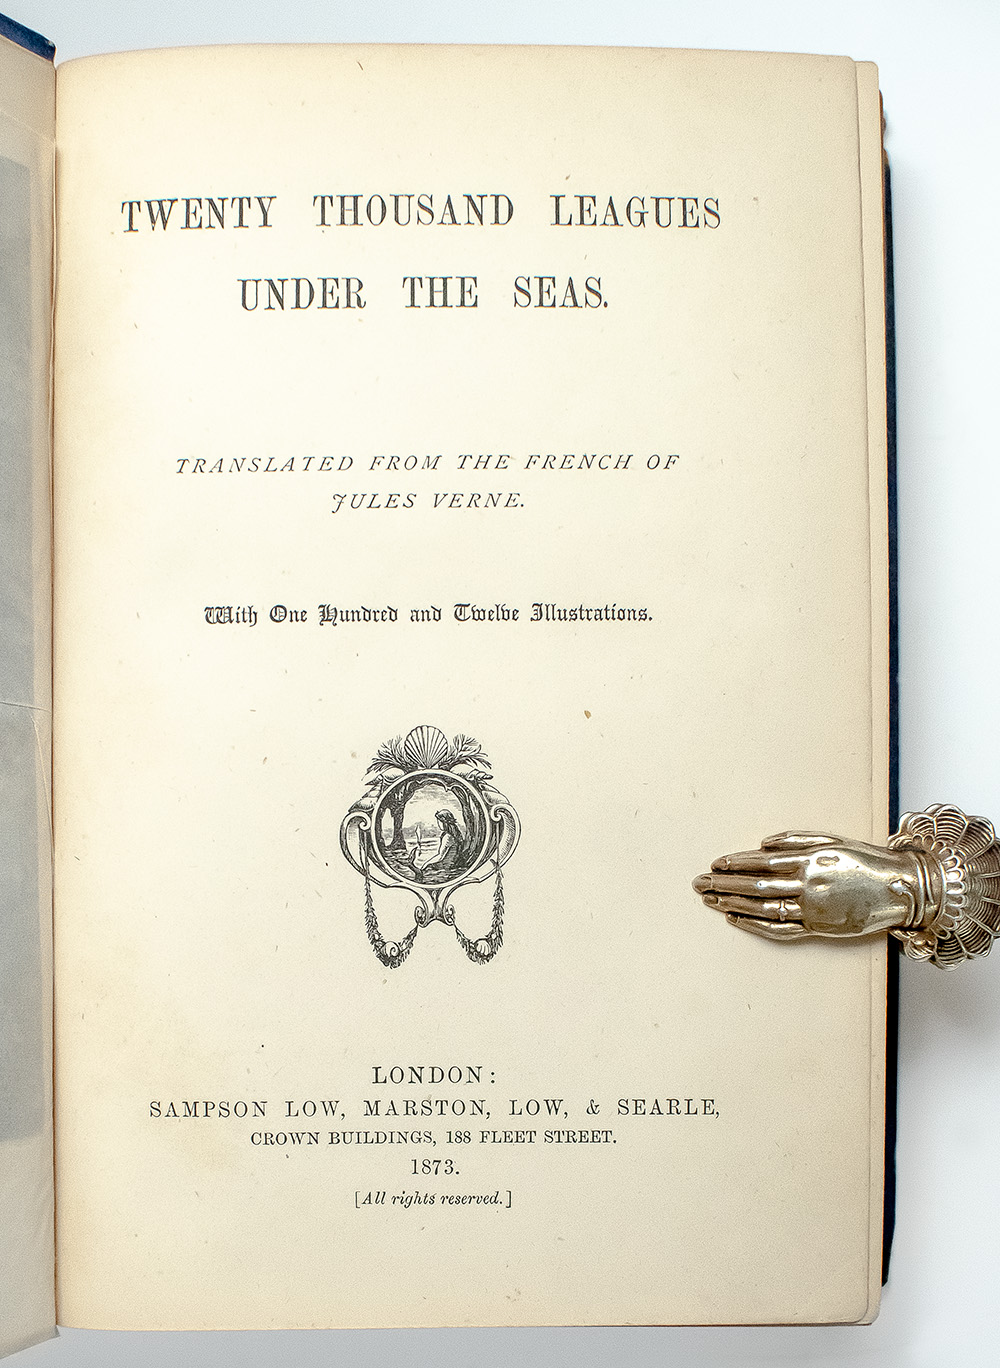 TWENTY THOUSAND LEAGUES
UNDER THE SEAS.
TRANSLATED FROM THE FRENCH OF
JULES VERNE.
With One Hundred and Twelve Illustrations.
LONDON:
SAMPSON LOW, MARSTON, LOW, & SEARLE,
CROWN BUILDINGS, 188 FLEET STREET.
1873.
[All rights reserved.]